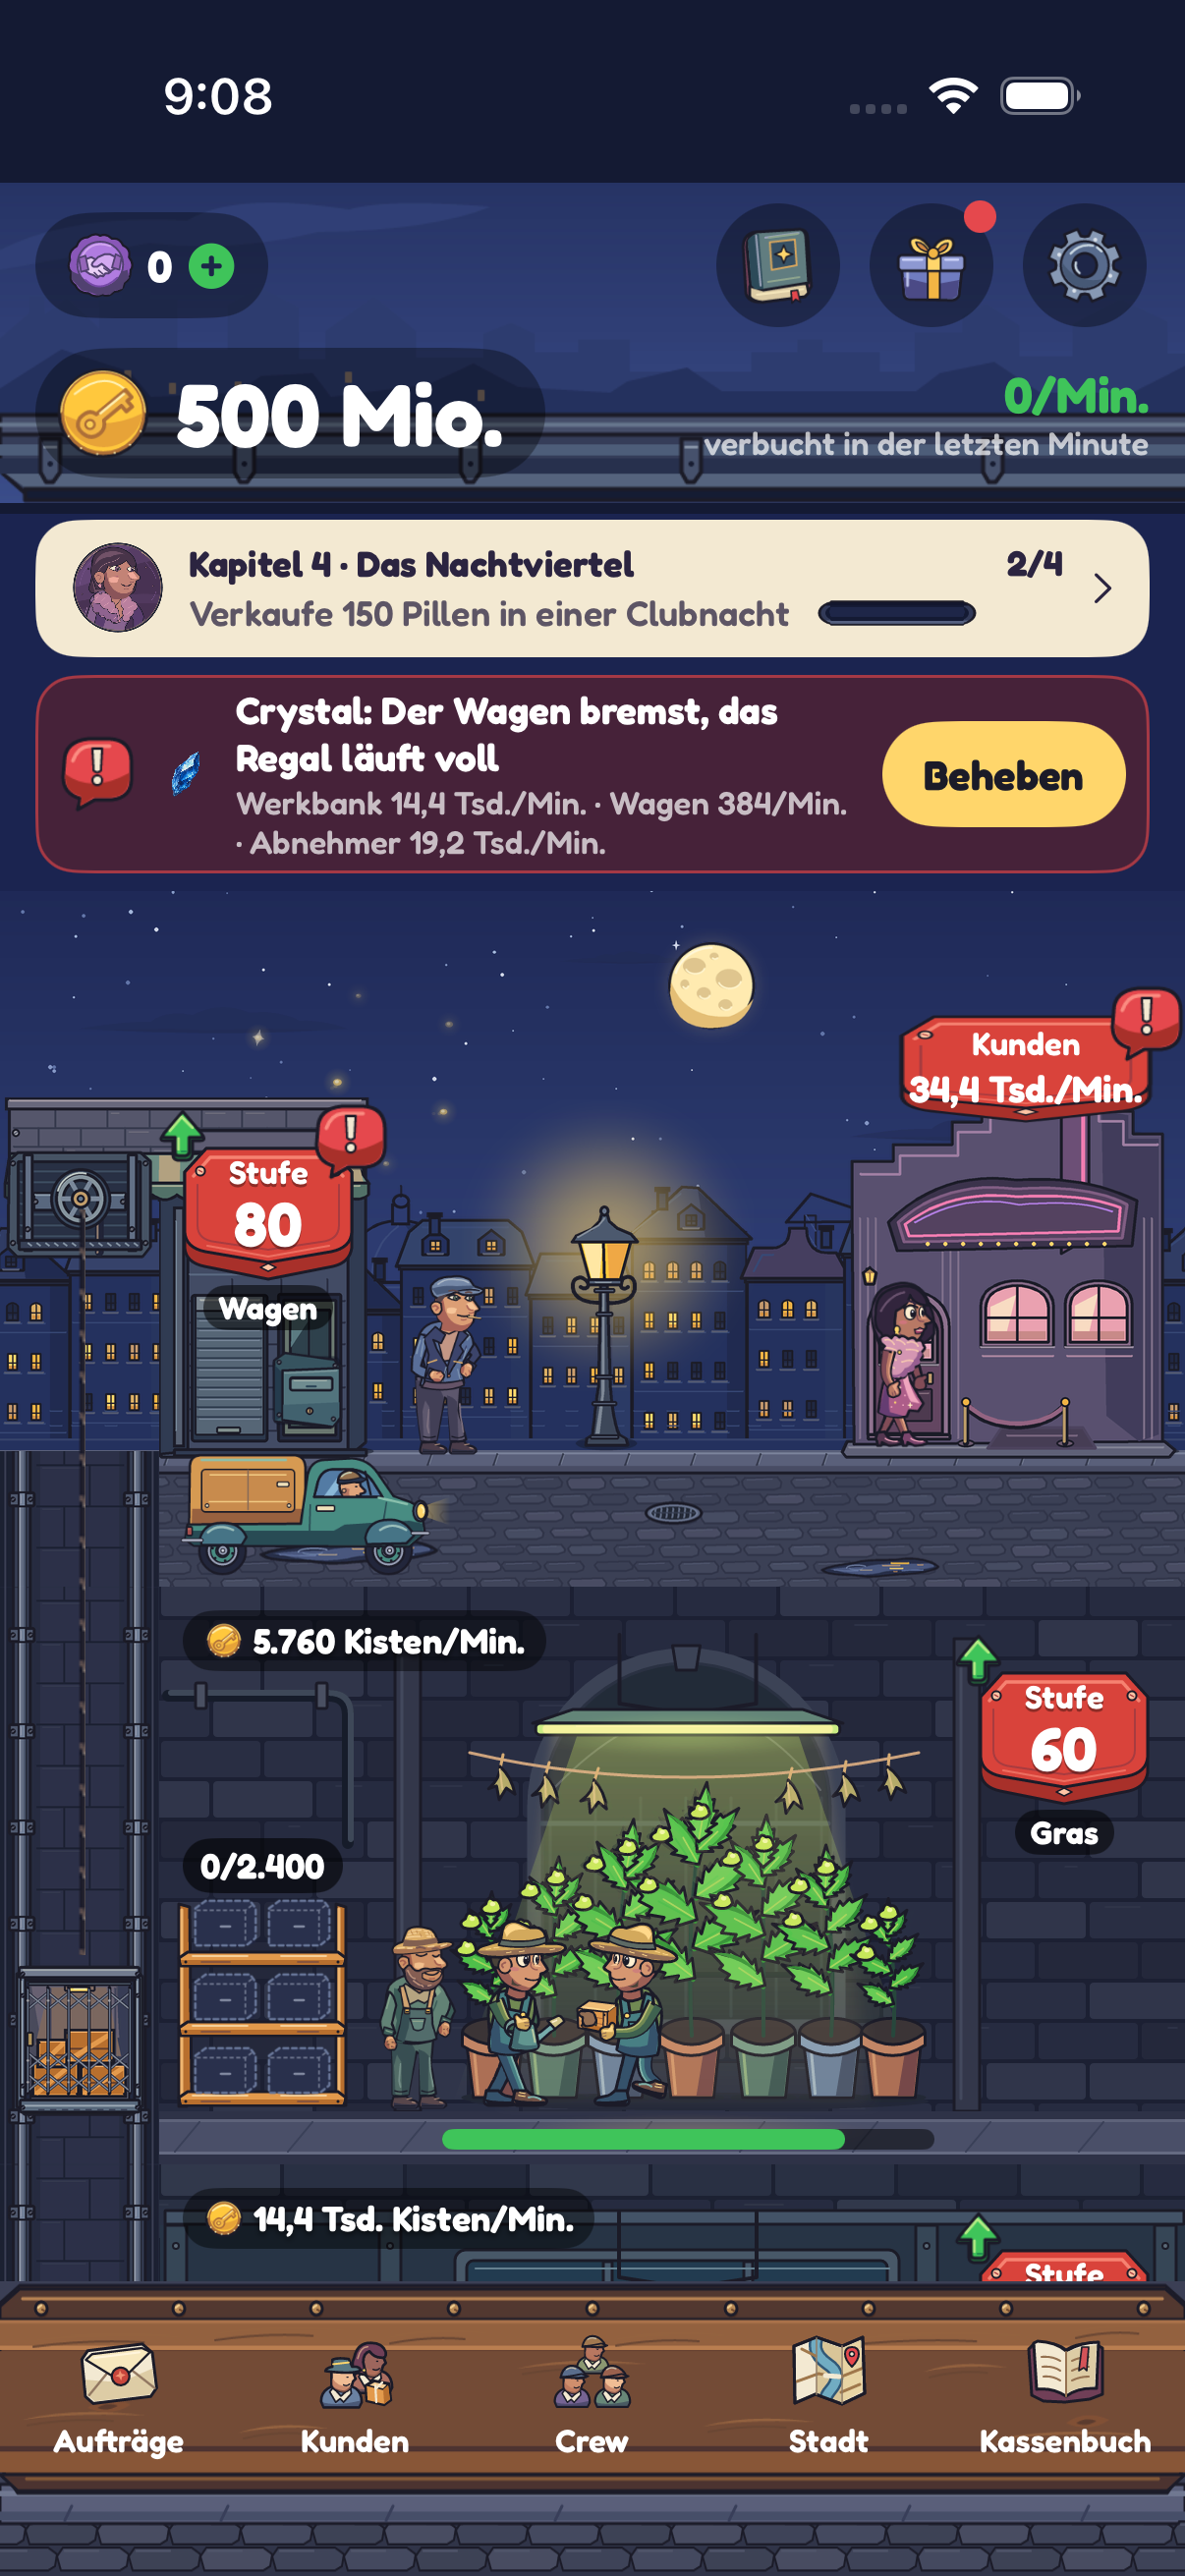 9:08
0
500 Mio.
0/Min.
verbucht in der letzten Minute
Kapitel 4 · Das Nachtviertel
2/4
Verkaufe 150 Pillen in einer Clubnacht
Crystal: Der Wagen bremst, das
Regal läuft voll
Werkbank 14,4 Tsd./Min. · Wagen 384/Min.
· Abnehmer 19,2 Tsd./Min.
Beheben
Kunden
34,4 Tsd./Min.
Stufe
80
Wagen
5.760 Kisten/Min.
Stufe
60
Gras
0/2.400
14,4 Tsd. Kisten/Min.
Stufe
Aufträge
Kunden
Crew
Stadt
Kassenbuch